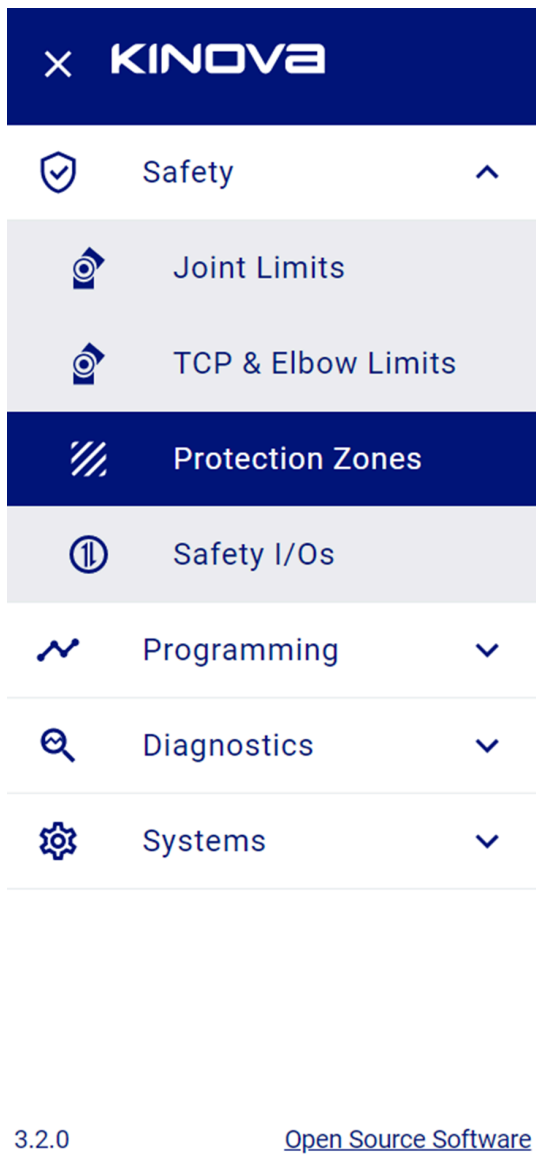 KINOVA
Safety
Joint Limits
TCP & Elbow Limits
Protection Zones
Safety I/Os
Programming
Diagnostics
Systems
3.2.0 Open Source Software